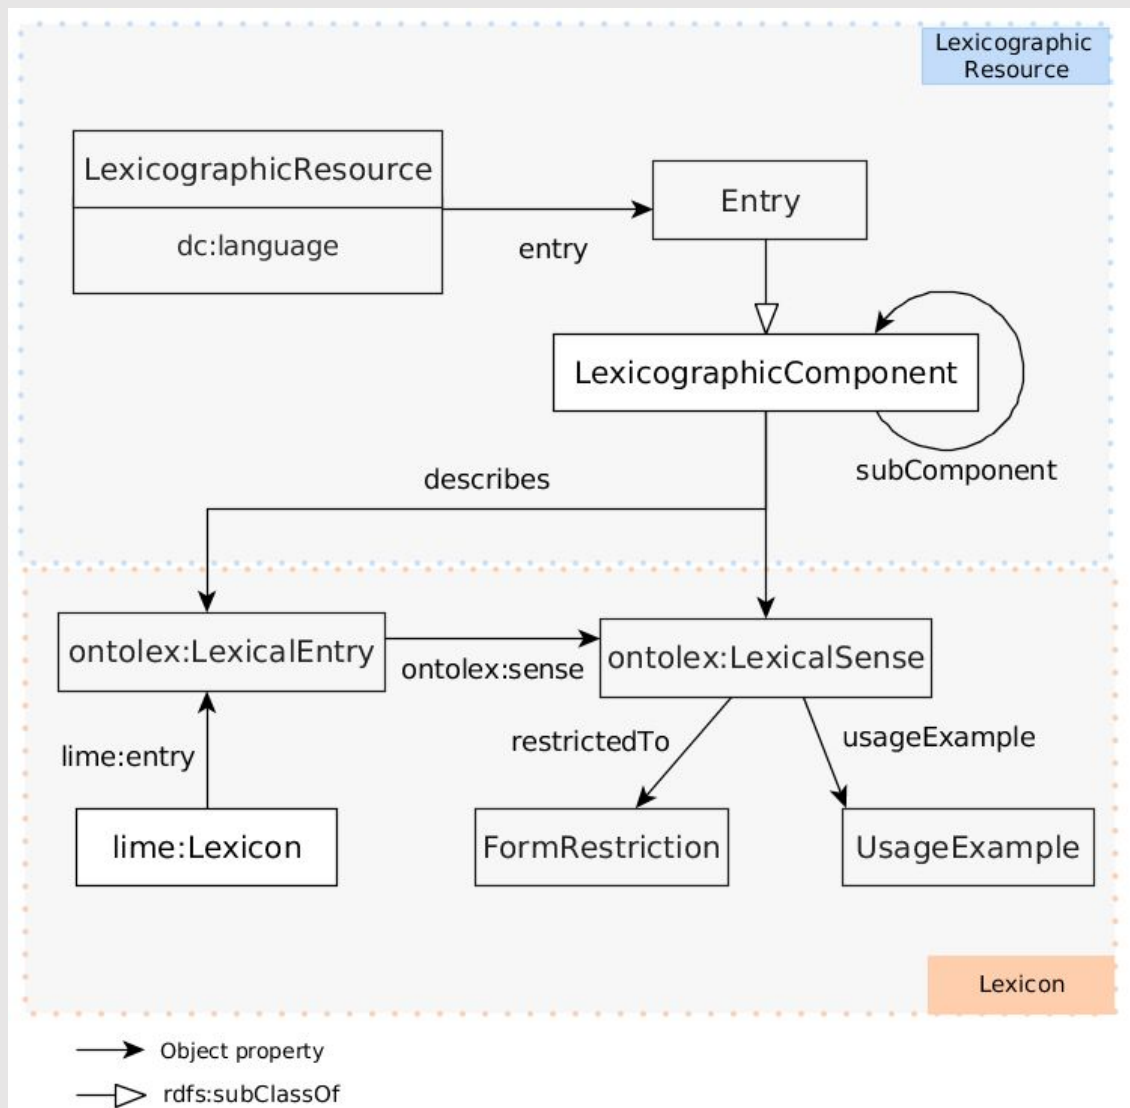 Lexicographic
Resource
LexicographicResource
dc:language
entry
Entry
LexicographicComponent
subComponent
describes
ontolex:LexicalEntry
ontolex:sense
ontolex:LexicalSense
lime:entry
restrictedTo
usageExample
lime:Lexicon
FormRestriction
UsageExample
Lexicon
Object property
rdfs:subClassOf